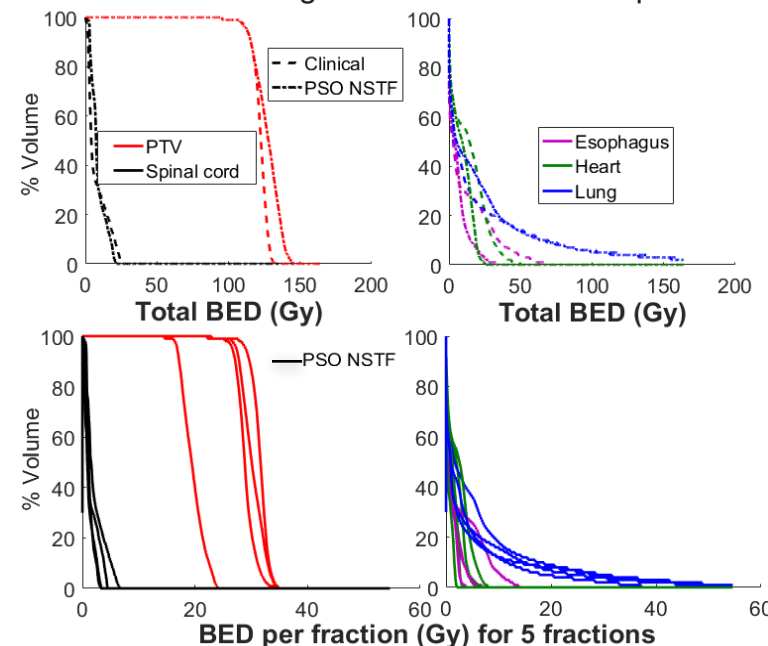 100
80
60
40
20
0
% Volume
0 50 100 150 200
Total BED (Gy)
Clinical
PSO NSTF
PTV
Spinal cord
100
80
60
40
20
0
0 50 100 150 200
Total BED (Gy)
Esophagus
Heart
Lung
100
80
60
40
20
0
% Volume
0 20 40 60
PSO NSTF
100
80
60
40
20
0
0 20 40
BED per fraction (Gy) for 5 fractions